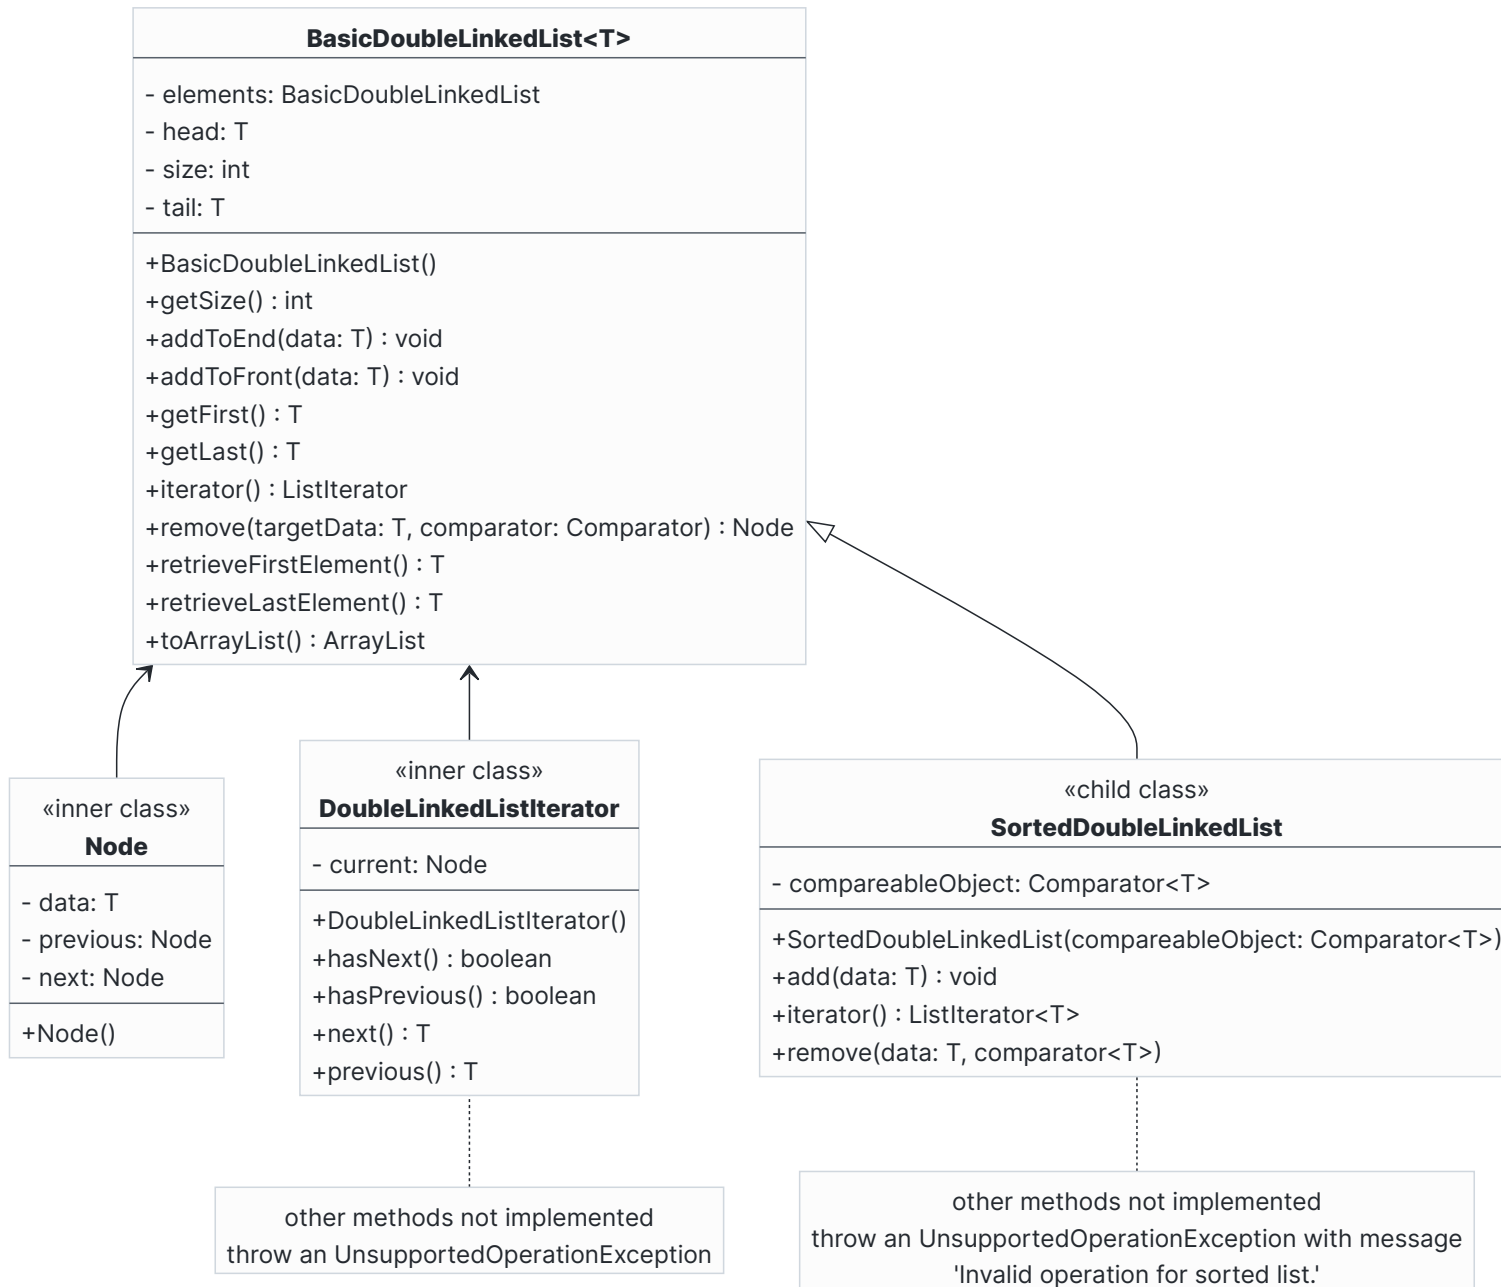 BasicDoubleLinkedList<T>
- elements: BasicDoubleLinkedList
- head: T
- size: int
- tail: T
+BasicDoubleLinkedList()
+getSize() : int
+addToEnd(data: T) : void
+addToFront(data: T) : void
+getFirst() : T
+getLast() : T
+iterator() : ListIterator
+remove(targetData: T, comparator: Comparator) : Node
+retrieveFirstElement() : T
+retrieveLastElement() : T
+toArrayList() : ArrayList
«inner class»
Node
- data: T
- previous: Node
- next: Node
+Node()
«inner class»
DoubleLinkedListIterator
- current: Node
+DoubleLinkedListIterator()
+hasNext() : boolean
+hasPrevious() : boolean
+next() : T
+previous() : T
other methods not implemented
throw an UnsupportedOperationException
«child class»
SortedDoubleLinkedList
- compareableObject: Comparator<T>
+SortedDoubleLinkedList(compareableObject: Comparator<T>)
+add(data: T) : void
+iterator() : ListIterator<T>
+remove(data: T, comparator<T>)
other methods not implemented
throw an UnsupportedOperationException with message
'Invalid operation for sorted list.'